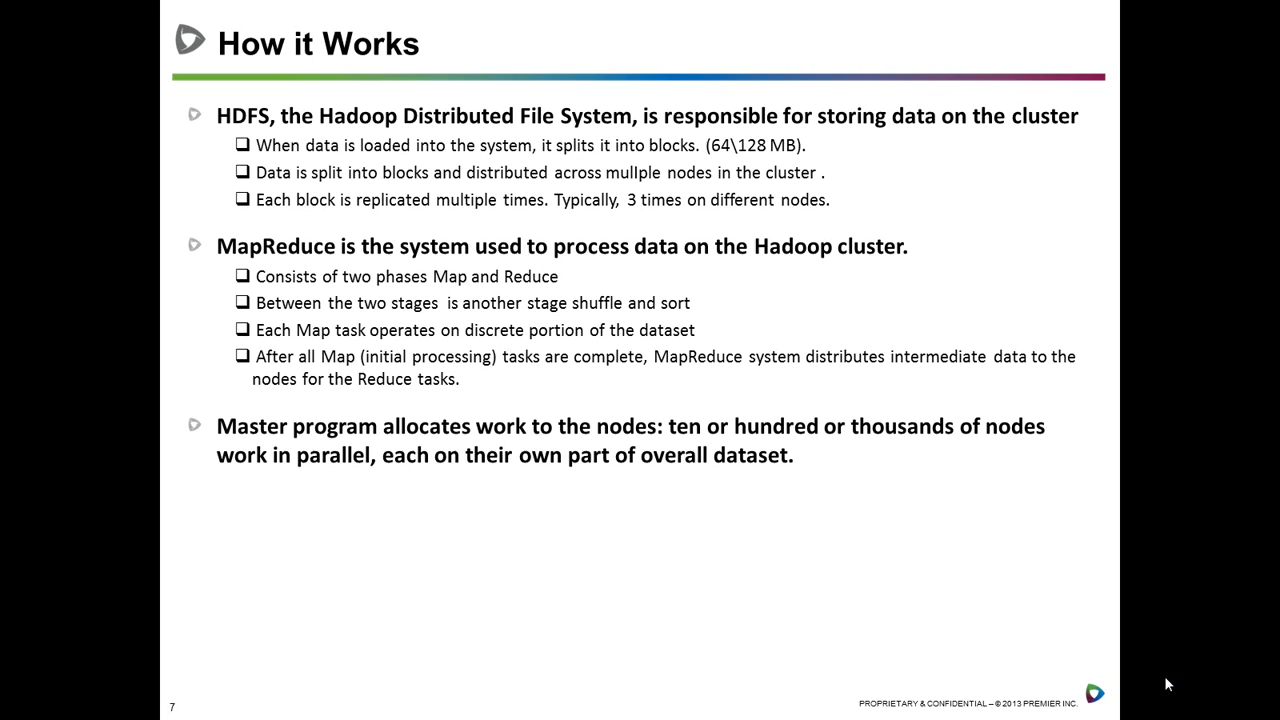 How it Works
HDFS, the Hadoop Distributed File System, is responsible for storing data on the cluster
When data is loaded into the system, it splits it into blocks. (64\128 MB).
Data is split into blocks and distributed across mulIple nodes in the cluster .
Each block is replicated multiple times. Typically, 3 times on different nodes.
MapReduce is the system used to process data on the Hadoop cluster.
Consists of two phases Map and Reduce
Between the two stages is another stage shuffle and sort
Each Map task operates on discrete portion of the dataset
After all Map (initial processing) tasks are complete, MapReduce system distributes intermediate data to the
nodes for the Reduce tasks.
Master program allocates work to the nodes: ten or hundred or thousands of nodes
work in parallel, each on their own part of overall dataset.
7
PROPRIETARY & CONFIDENTIAL – © 2013 PREMIER INC.